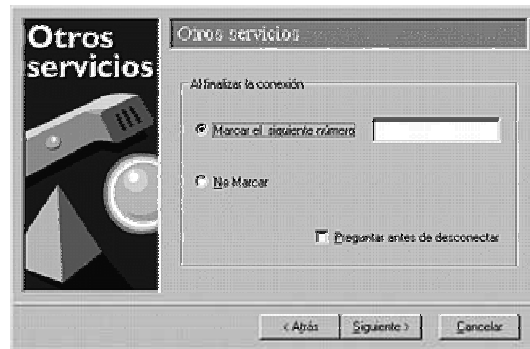 Otros
servicios
Otros servicios
Al finalizar la conexión
Marcar el siguiente número
No Marcar
Preguntar antes de desconectar
< Atrás
Siguiente >
Cancelar